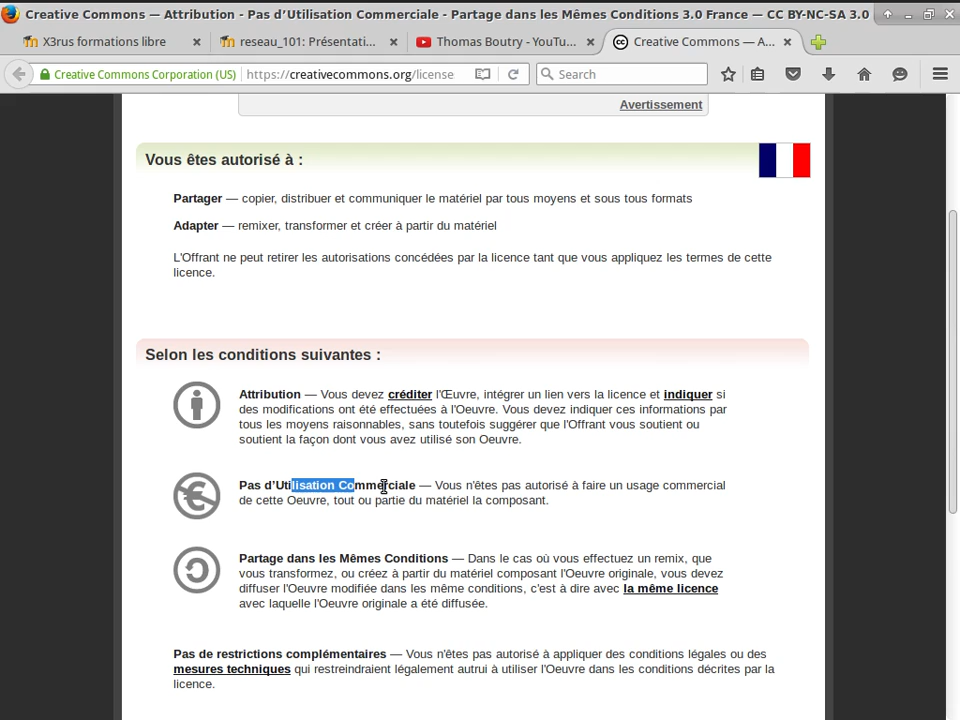 Creative Commons — Attribution - Pas d’Utilisation Commerciale - Partage dans les Mêmes Conditions 3.0 France — CC BY-NC-SA 3.0
X3rus formations libre
reseau_101: Présentati...
Thomas Boutry - YouTu...
cc Creative Commons — A...
Creative Commons Corporation (US)
https://creativecommons.org/license
Search
Avertissement
Vous êtes autorisé à :
Partager — copier, distribuer et communiquer le matériel par tous moyens et sous tous formats
Adapter — remixer, transformer et créer à partir du matériel
L'Offrant ne peut retirer les autorisations concédées par la licence tant que vous appliquez les termes de cette
licence.
Selon les conditions suivantes :
Attribution — Vous devez créditer l'Œuvre, intégrer un lien vers la licence et indiquer si
des modifications ont été effectuées à l'Oeuvre. Vous devez indiquer ces informations par
tous les moyens raisonnables, sans toutefois suggérer que l'Offrant vous soutient ou
soutient la façon dont vous avez utilisé son Oeuvre.
Pas d’Utilisation Commerciale — Vous n'êtes pas autorisé à faire un usage commercial
de cette Oeuvre, tout ou partie du matériel la composant.
Partage dans les Mêmes Conditions — Dans le cas où vous effectuez un remix, que
vous transformez, ou créez à partir du matériel composant l'Oeuvre originale, vous devez
diffuser l'Oeuvre modifiée dans les même conditions, c'est à dire avec la même licence
avec laquelle l'Oeuvre originale a été diffusée.
Pas de restrictions complémentaires — Vous n'êtes pas autorisé à appliquer des conditions légales ou des
mesures techniques qui restreindraient légalement autrui à utiliser l'Oeuvre dans les conditions décrites par la
licence.